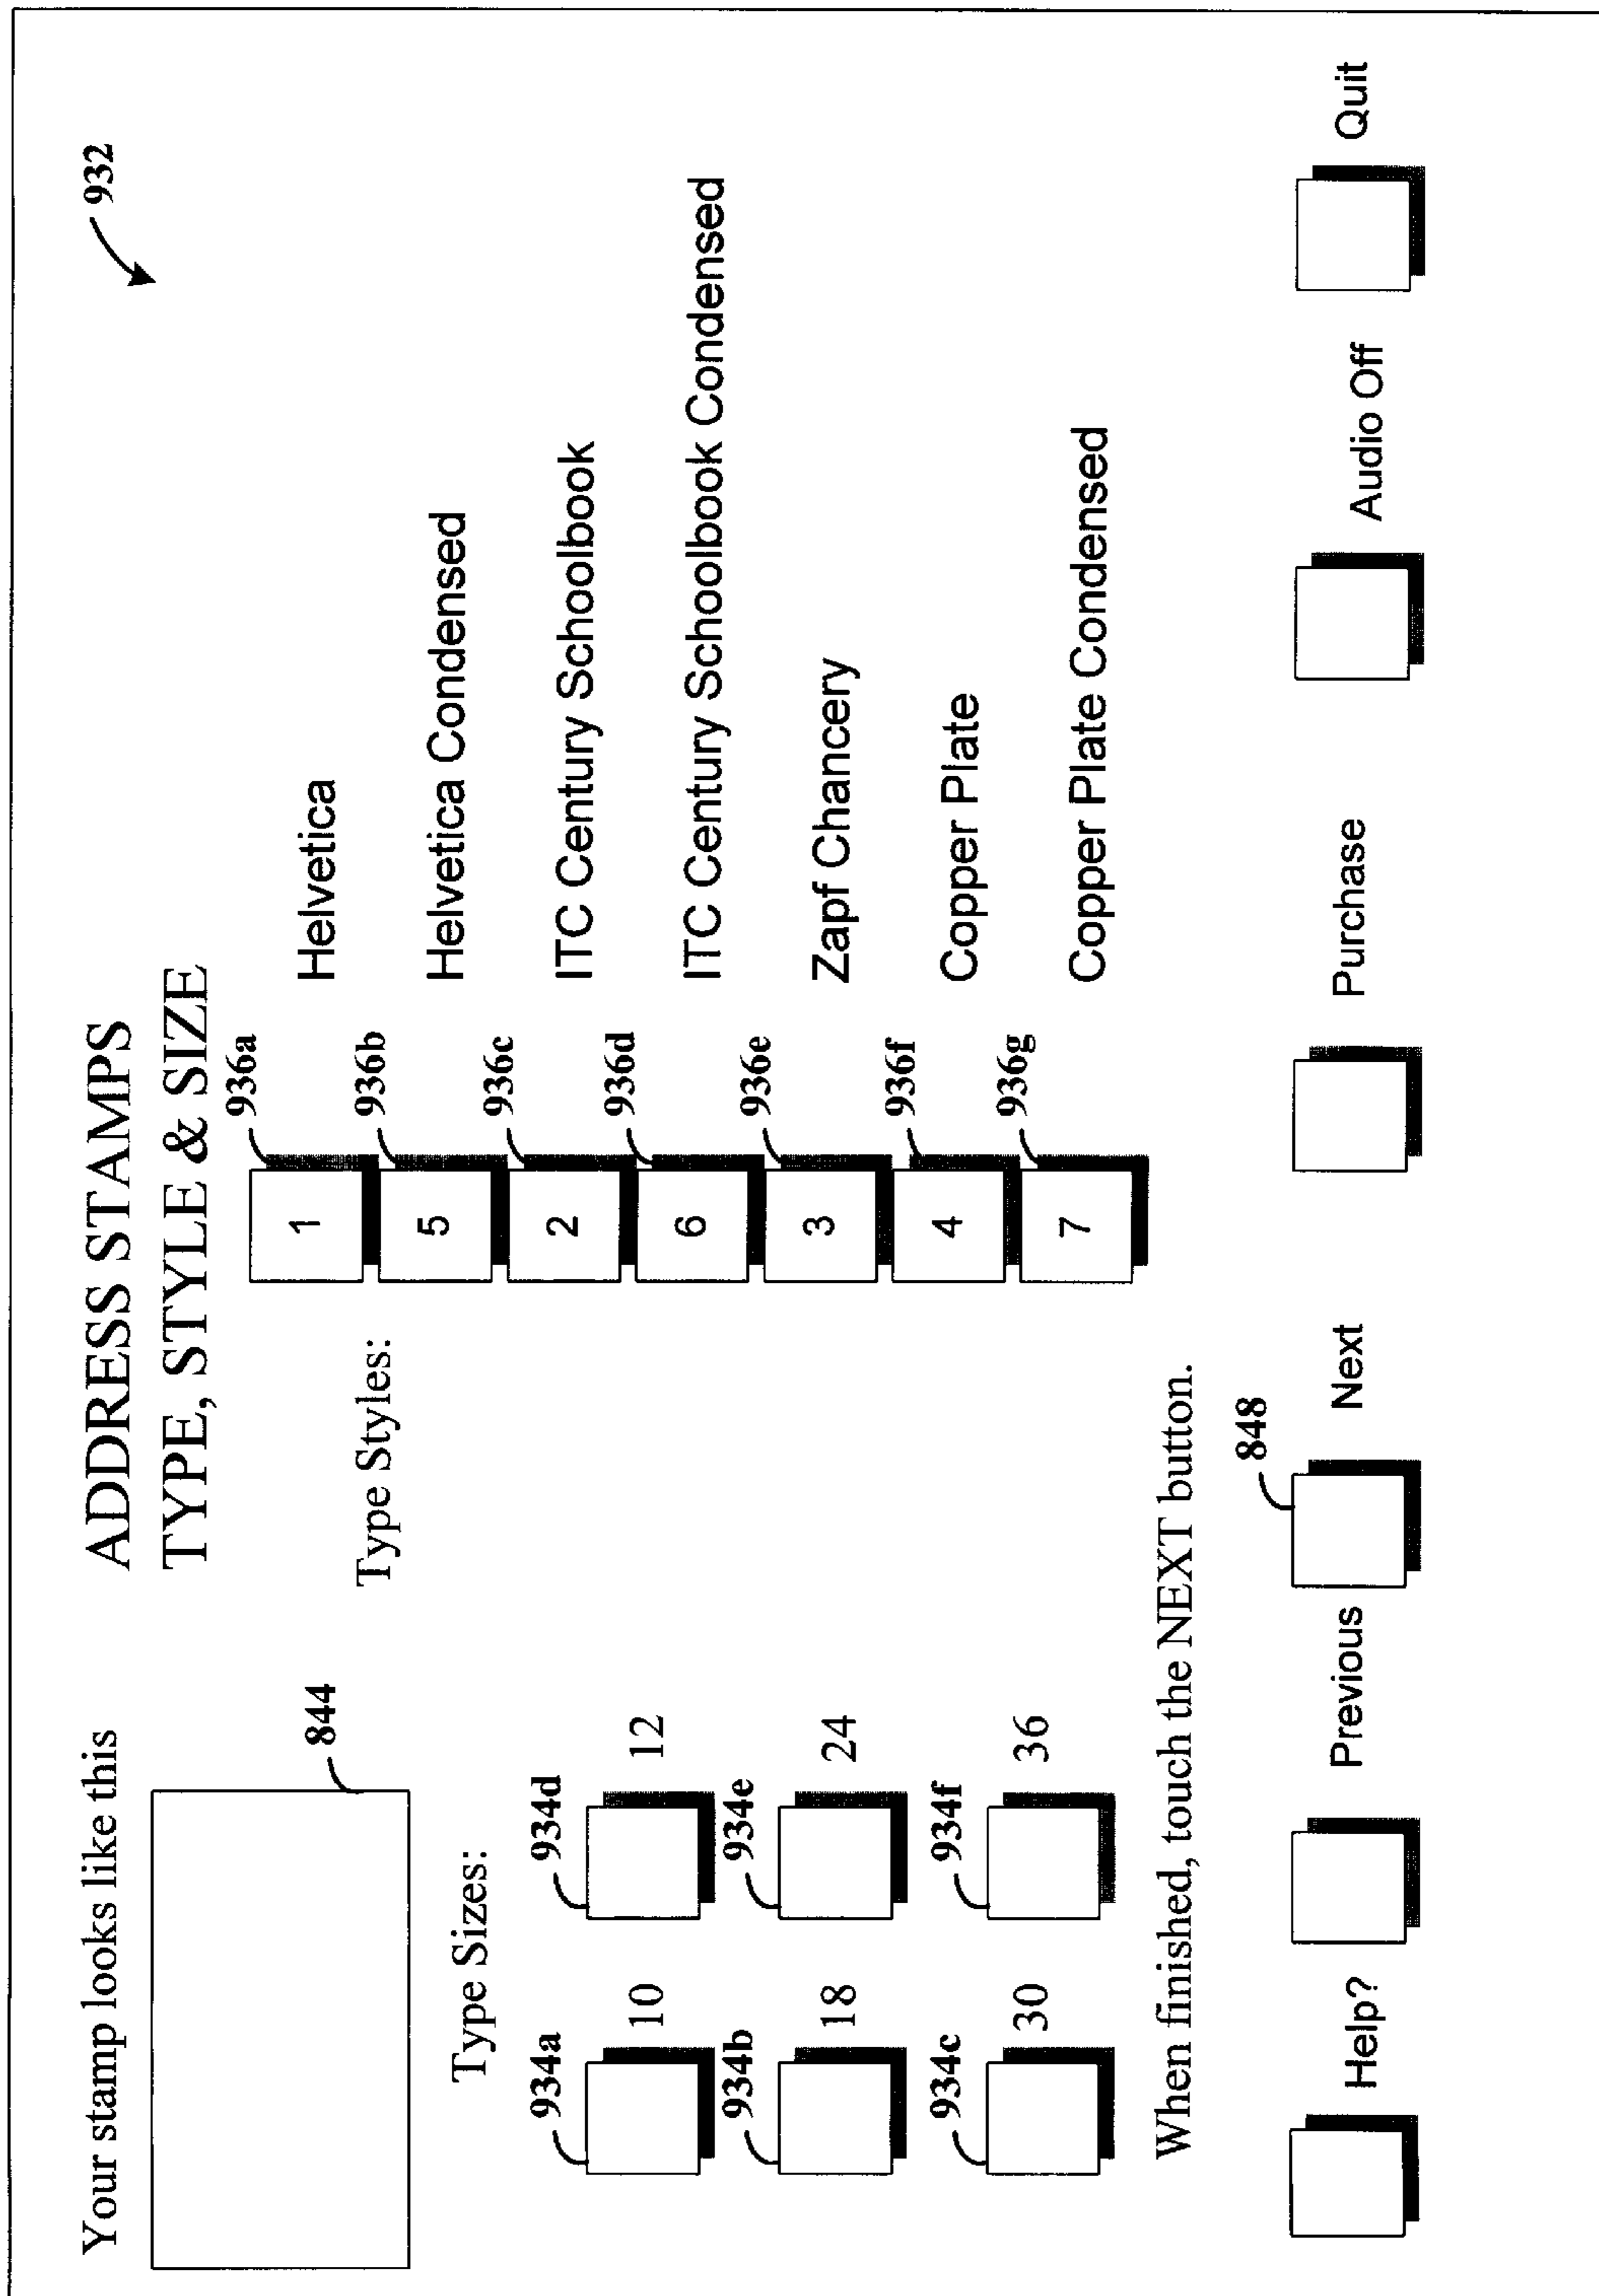 932
ADDRESS STAMPS
TYPE, STYLE & SIZE
Your stamp looks like this
844
Type Sizes:
934a 10
934d 12
934b 18
934e 24
934c 30
934f 36
Type Styles:
936a
1 Helvetica
936b
5 Helvetica Condensed
936c
2 ITC Century Schoolbook
936d
6 ITC Century Schoolbook Condensed
936e
3 Zapf Chancery
936f
4 Copper Plate
936g
7 Copper Plate Condensed
When finished, touch the NEXT button.
848
Help? Previous Next Purchase Audio Off Quit